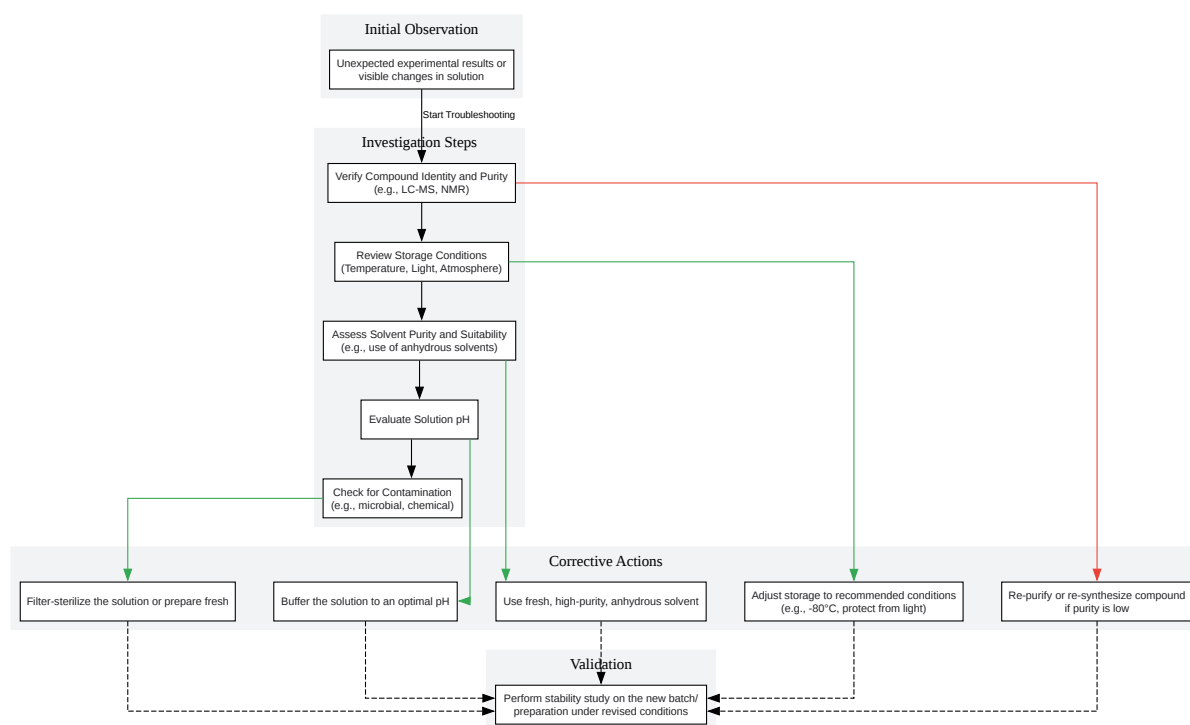 Initial Observation
Unexpected experimental results or
visible changes in solution
Start Troubleshooting
Investigation Steps
Verify Compound Identity and Purity
(e.g., LC-MS, NMR)
Review Storage Conditions
(Temperature, Light, Atmosphere)
Assess Solvent Purity and Suitability
(e.g., use of anhydrous solvents)
Evaluate Solution pH
Check for Contamination
(e.g., microbial, chemical)
Corrective Actions
Filter-sterilize the solution or prepare fresh
Buffer the solution to an optimal pH
Use fresh, high-purity, anhydrous solvent
Adjust storage to recommended conditions
(e.g., -80°C, protect from light)
Re-purify or re-synthesize compound
if purity is low
Validation
Perform stability study on the new batch/
preparation under revised conditions